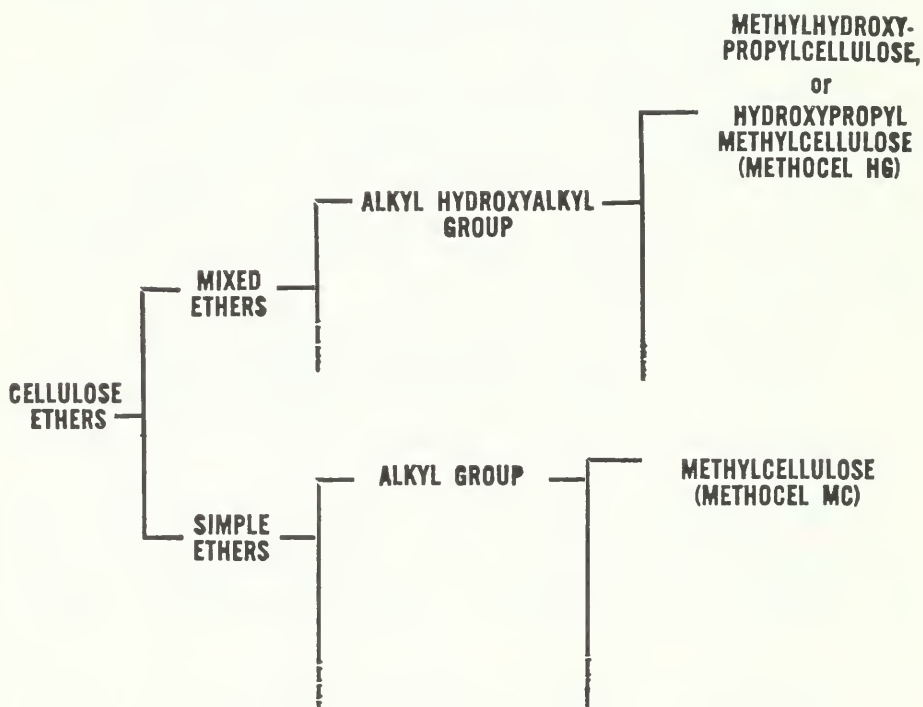 METHYLHYDROXY-
PROPYLCELLULOSE,
or
HYDROXYPROPYL
METHYLCELLULOSE
(METHOCEL HG)
ALKYL HYDROXYALKYL
GROUP
MIXED
ETHERS
CELLULOSE
ETHERS
ALKYL GROUP
METHYLCELLULOSE
(METHOCEL MC)
SIMPLE
ETHERS